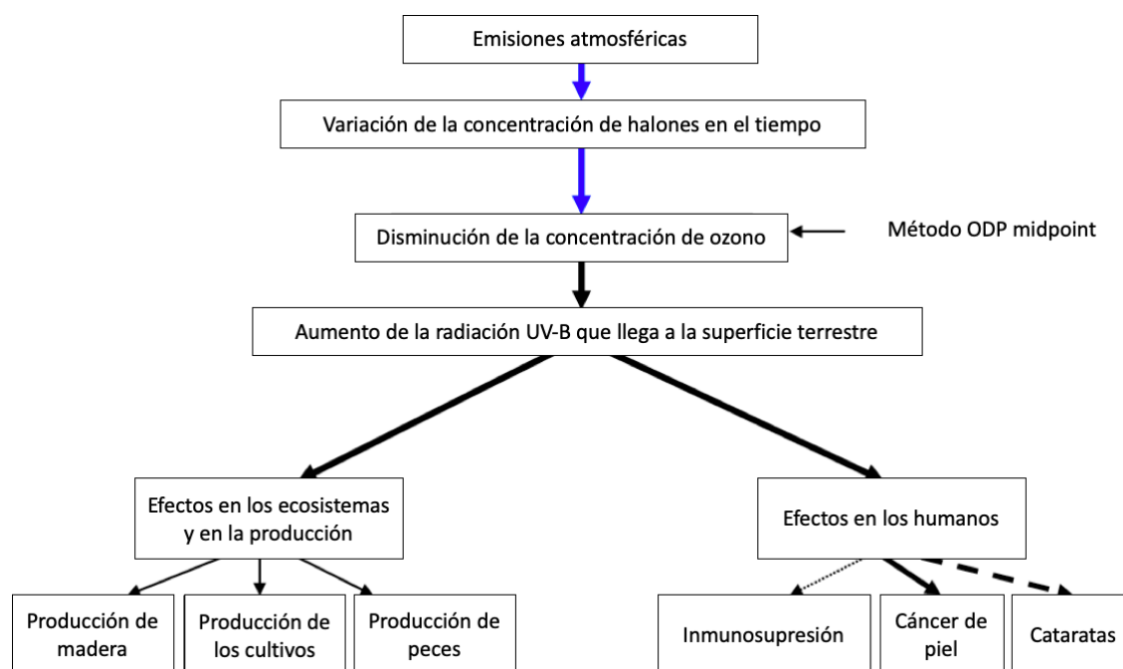 Emisiones atmosféricas
Variación de la concentración de halones en el tiempo
Disminución de la concentración de ozono
Método ODP midpoint
Aumento de la radiación UV-B que llega a la superficie terrestre
Efectos en los ecosistemas
y en la producción
Efectos en los humanos
Producción de
madera
Producción de
los cultivos
Producción de
peces
Inmunosupresión
Cáncer de
piel
Cataratas